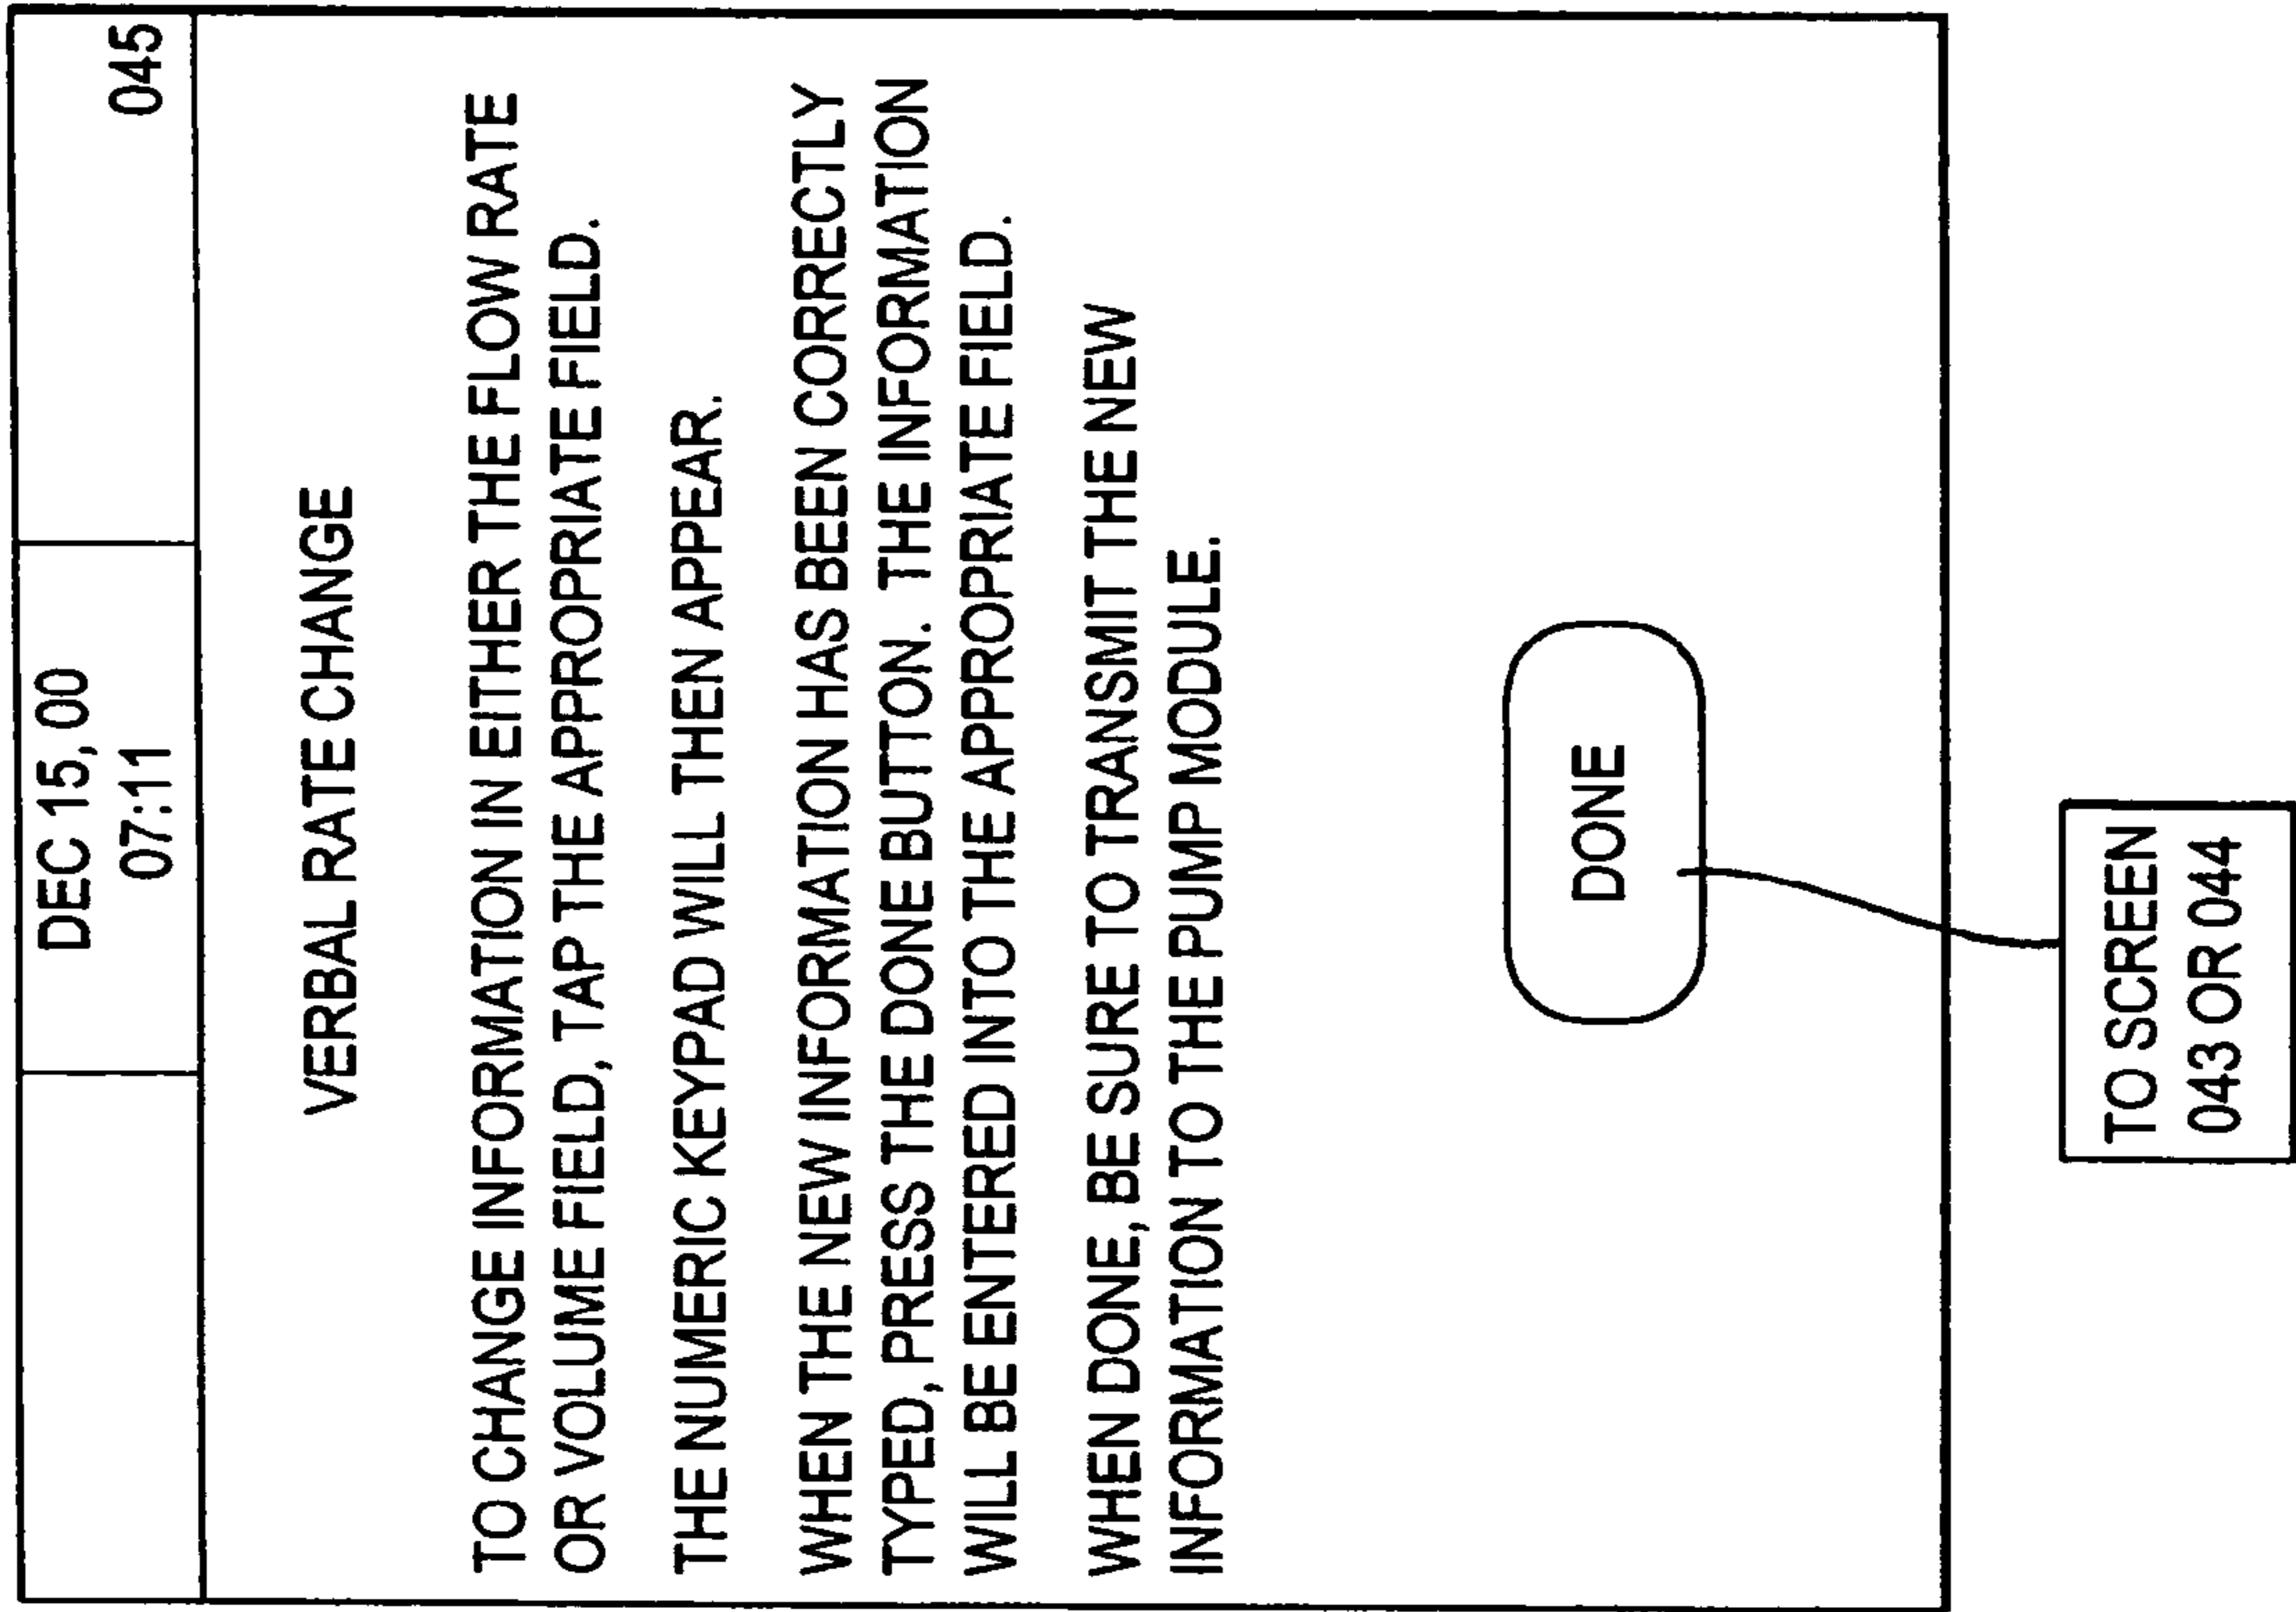 DEC 15, 00
07:11
045
VERBAL RATE CHANGE
TO CHANGE INFORMATION IN EITHER THE FLOW RATE
OR VOLUME FIELD, TAP THE APPROPRIATE FIELD.
THE NUMERIC KEYPAD WILL THEN APPEAR.
WHEN THE NEW INFORMATION HAS BEEN CORRECTLY
TYPED, PRESS THE DONE BUTTON. THE INFORMATION
WILL BE ENTERED INTO THE APPROPRIATE FIELD.
WHEN DONE, BE SURE TO TRANSMIT THE NEW
INFORMATION TO THE PUMP MODULE.
DONE
TO SCREEN
043 OR 044